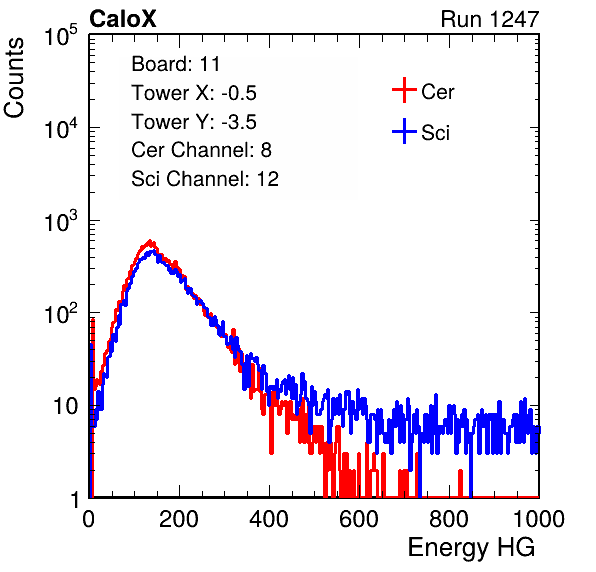 CaloX Run 1247
Counts
Board: 11
Tower X: -0.5
Tower Y: -3.5
Cer Channel: 8
Sci Channel: 12
Cer
Sci
10^5
10^4
10^3
10^2
10
1
0 200 400 600 800 1000
Energy HG